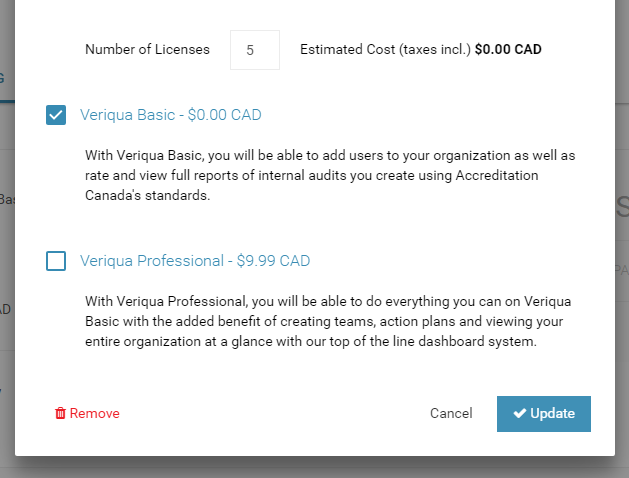 Number of Licenses 5 Estimated Cost (taxes incl.) $0.00 CAD
Veriqua Basic - $0.00 CAD
With Veriqua Basic, you will be able to add users to your organization as well as
rate and view full reports of internal audits you create using Accreditation
Canada's standards.
Veriqua Professional - $9.99 CAD
With Veriqua Professional, you will be able to do everything you can on Veriqua
Basic with the added benefit of creating teams, action plans and viewing your
entire organization at a glance with our top of the line dashboard system.
Remove Cancel Update